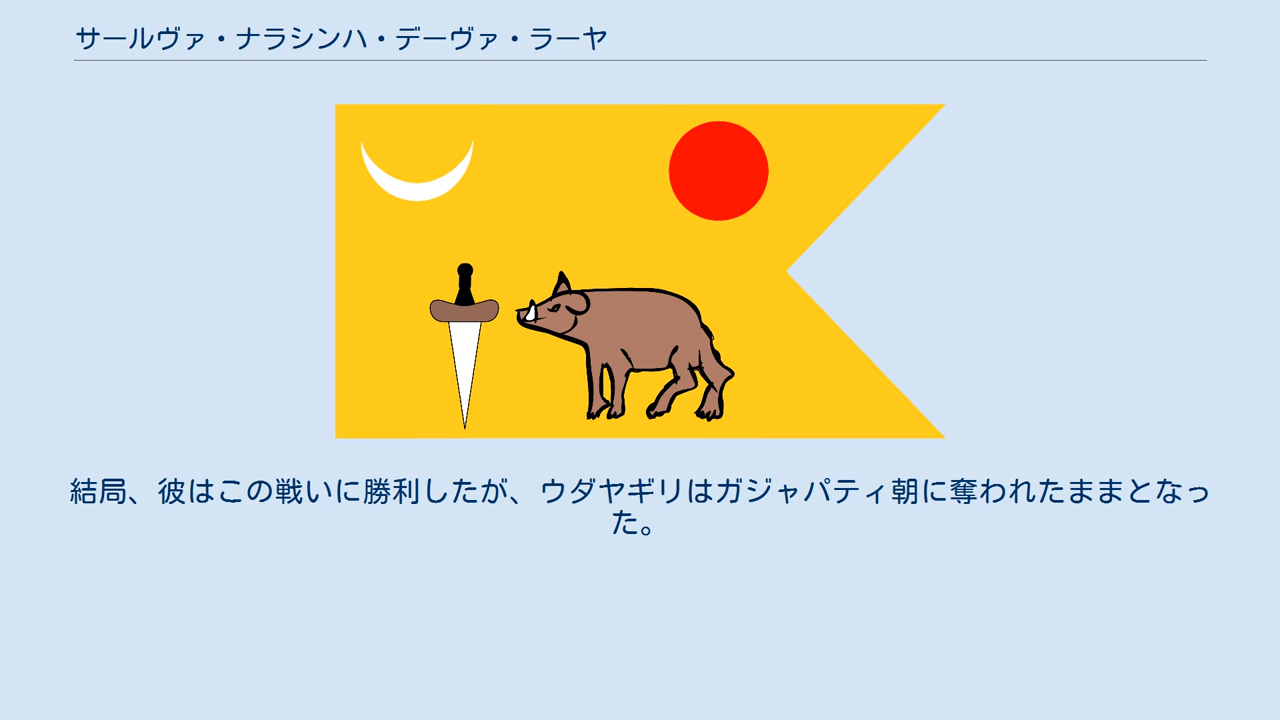 サールヴァ・ナラシンハ・デーヴァ・ラーヤ
結局、彼はこの戦いに勝利したが、ウダヤギリはガジャパティ朝に奪われたままとなっ
た。